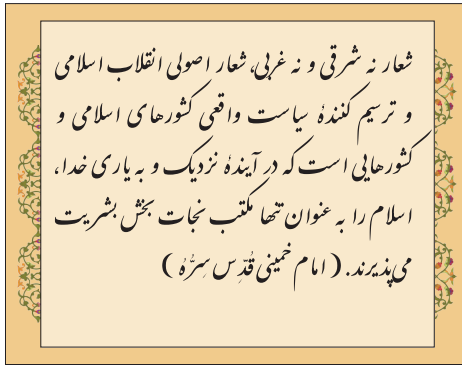 شعار نه شرقی و نه غربی، شعار اصولی انقلاب اسلامی
و ترسیم کنندهٔ سیاست واقعی کشورهای اسلامی و
کشورهایی است که در آیندهٔ نزدیک و به یاری خدا،
اسلام را به عنوان تنها مکتب نجات بخش بشریت
می‌پذیرند. ( امام خمینی قُدِّس سِرُّهُ )